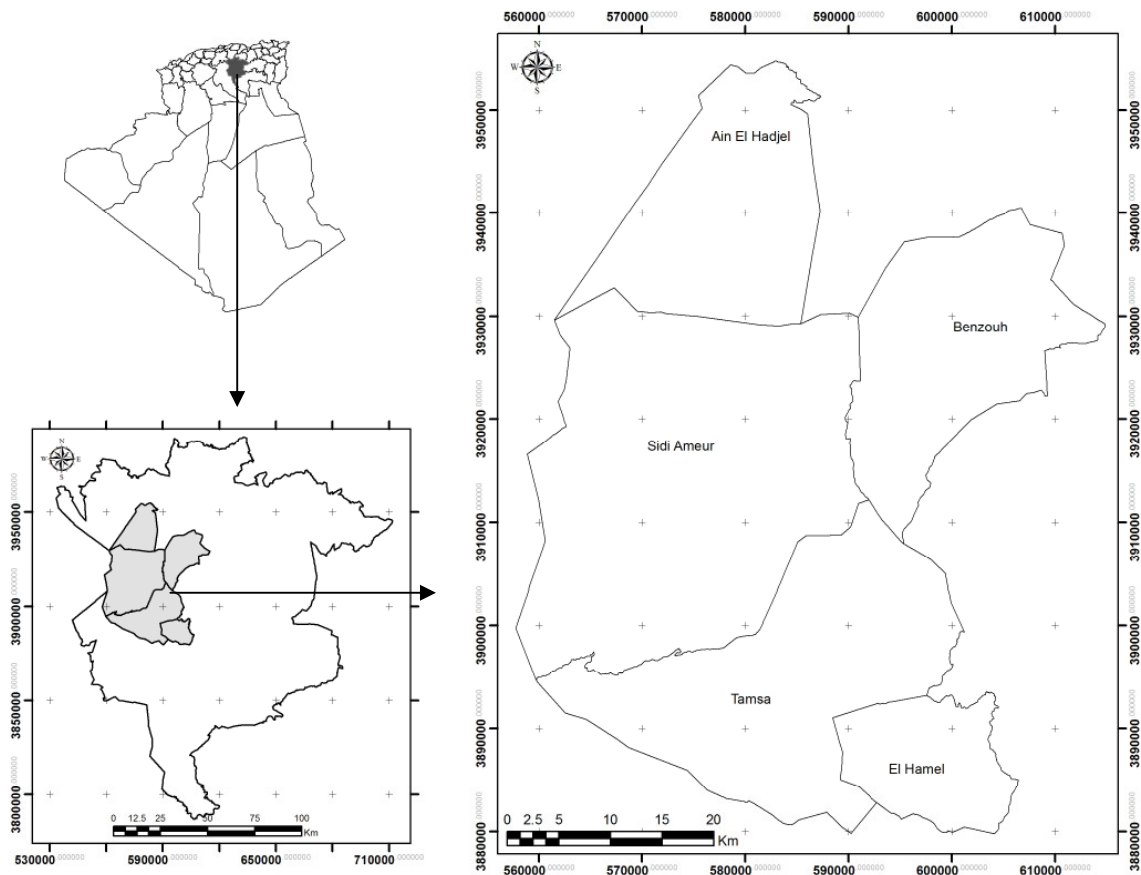 560000.000000 570000.000000 580000.000000 590000.000000 600000.000000 610000.000000
N
W E
S
3950000.000000
3950000.000000
Ain El Hadjel
3940000.000000
3940000.000000
3930000.000000
3930000.000000
Benzouh
3920000.000000
3920000.000000
Sidi Ameur
3910000.000000
3910000.000000
3900000.000000
3900000.000000
Tamsa
3890000.000000
3890000.000000
El Hamel
3880000.000000
3880000.000000
0 2.5 5 10 15 20
Km
560000.000000 570000.000000 580000.000000 590000.000000 600000.000000 610000.000000
N
W E
S
3950000.000000
3900000.000000
3850000.000000
3800000.000000
0 12.5 25 50 75 100
Km
530000.000000 590000.000000 650000.000000 710000.000000